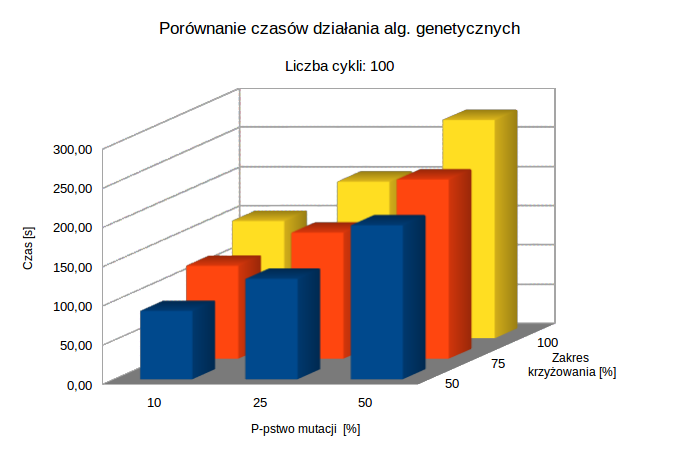 Porównanie czasów działania alg. genetycznych
Liczba cykli: 100
300,00
250,00
200,00
150,00
100,00
50,00
0,00
Czas [s]
10
25
50
P-pstwo mutacji  [%]
50
75
100
Zakres
krzyżowania [%]